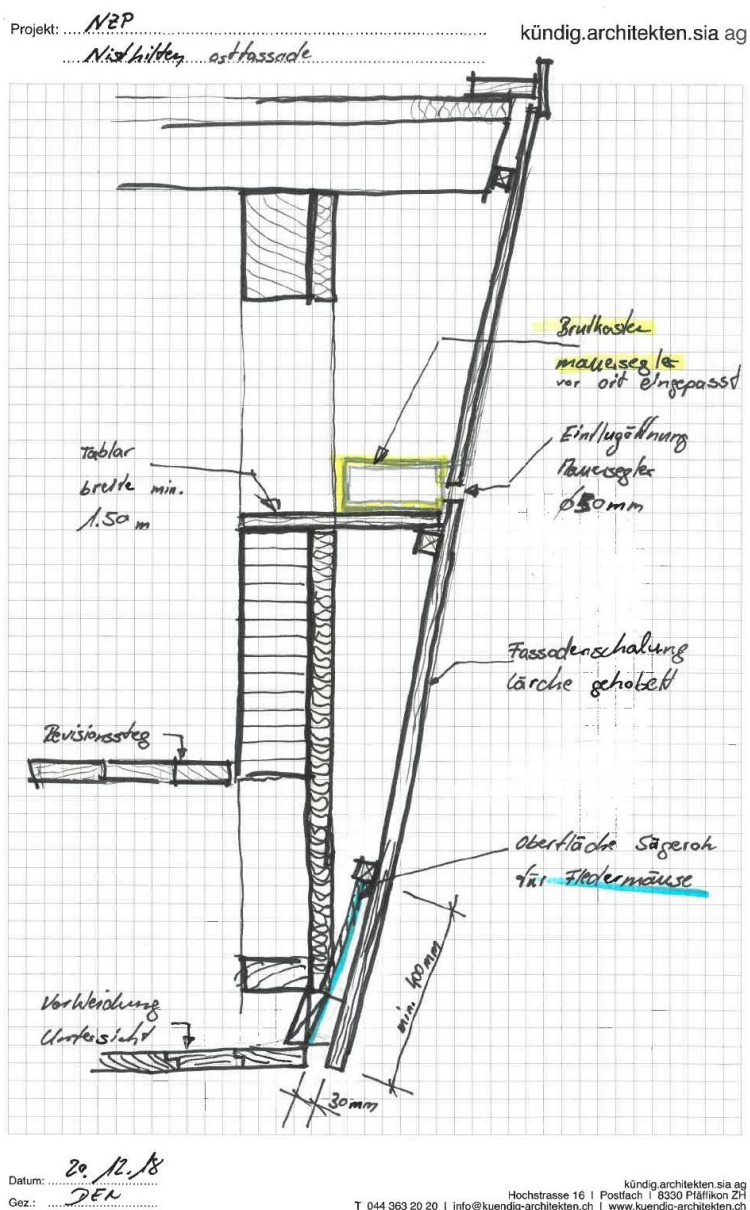 Projekt: NZP
kündig.architekten.sia ag
Nisthilfen ostfassade
Brutkasten
mauersegler
vor ort eingepasst
Einflugöffnung
Mauersegler
Ø50mm
Tablar
breite min.
1.50 m
Fassadenschalung
Lärche gehobelt
Revisionssteg
Oberfläche Sägeroh
für Fledermäuse
min. 400mm
Verkleidung
Untersicht
30mm
Datum: 20.12.18
Gez.: DEN
kündig.architekten.sia ag
Hochstrasse 16 | Postfach | 8330 Pfäffikon ZH
T 044 363 20 20 | info@kuendig-architekten.ch | www.kuendig-architekten.ch